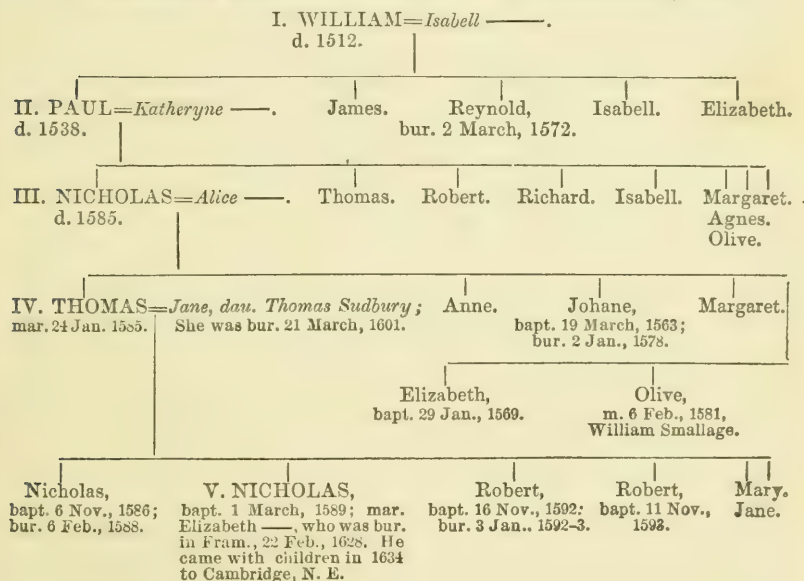 I. WILLIAM=Isabell ——.
d. 1512.
II. PAUL=Katheryne ——. James. Reynold, Isabell. Elizabeth.
d. 1538. bur. 2 March, 1572.
III. NICHOLAS=Alice ——. Thomas. Robert. Richard. Isabell. Margaret.
d. 1585. Agnes.
Olive.
IV. THOMAS=Jane, dau. Thomas Sudbury; Anne. Johane, Margaret.
mar. 24 Jan. 1585. She was bur. 21 March, 1601. bapt. 19 March, 1563;
bur. 2 Jan., 1578.
Elizabeth, Olive,
bapt. 29 Jan., 1569. m. 6 Feb., 1581,
William Smallage.
Nicholas, V. NICHOLAS, Robert, Robert, Mary.
bapt. 6 Nov., 1586; bapt. 1 March, 1589; mar. bapt. 16 Nov., 1592; bapt. 11 Nov., Jane.
bur. 6 Feb., 1588. Elizabeth ——, who was bur. bur. 3 Jan., 1592-3. 1593.
in Fram., 22 Feb., 1628. He
came with children in 1634
to Cambridge, N. E.